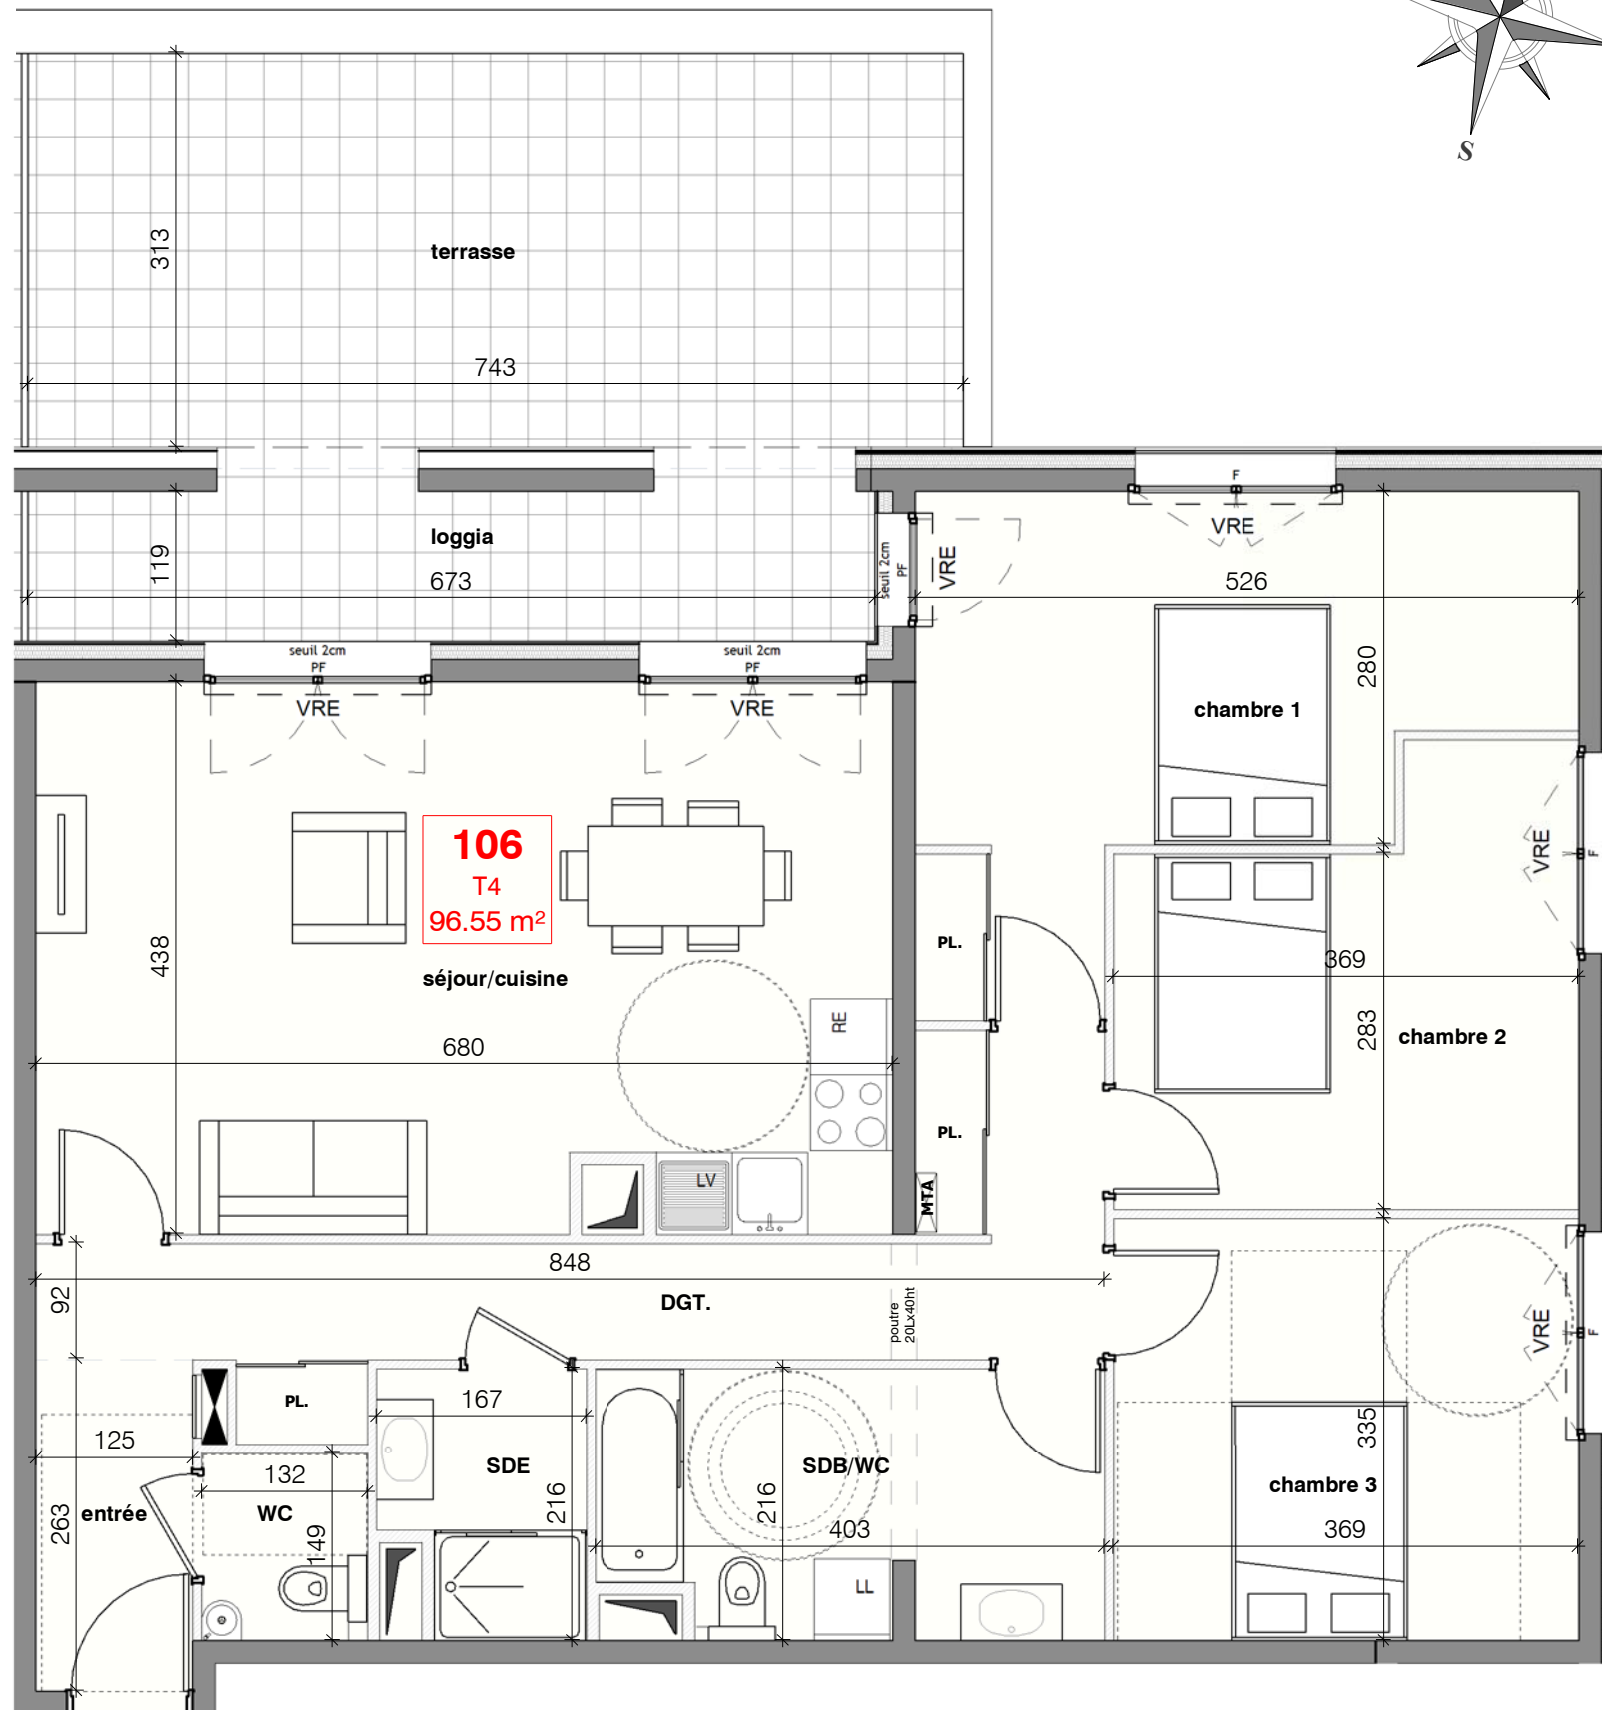 S
terrasse
313
743
loggia
119
673
seuil 2cm
PF
VRE
F
VRE
526
280
seuil 2cm
PF
VRE
seuil 2cm
PF
VRE
chambre 1
106
T4
96.55 m²
séjour/cuisine
438
680
RE
LV
PL.
PL.
MTA
VRE
F
369
283
chambre 2
848
92
DGT.
poutre
20Lx40ht
VRE
F
125
263
entrée
PL.
132
WC
149
167
SDE
216
SDB/WC
216
403
LL
335
chambre 3
369